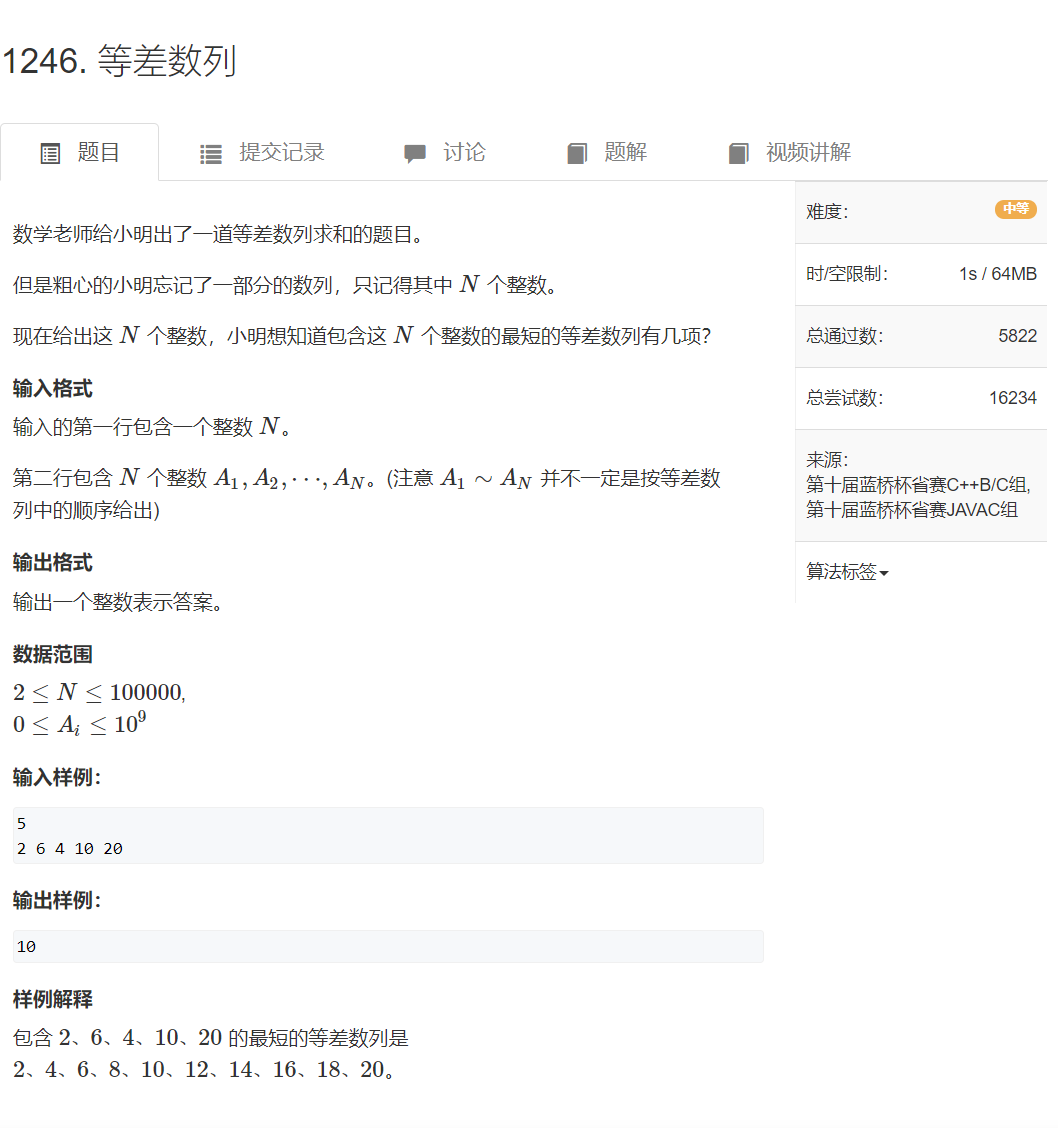 1246. 等差数列
题目 提交记录 讨论 题解 视频讲解
数学老师给小明出了一道等差数列求和的题目。
但是粗心的小明忘记了一部分的数列，只记得其中 N 个整数。
现在给出这 N 个整数，小明想知道包含这 N 个整数的最短的等差数列有几项？
输入格式
输入的第一行包含一个整数 N。
第二行包含 N 个整数 A₁, A₂, ···, A_N。(注意 A₁ ∼ A_N 并不一定是按等差数
列中的顺序给出)
输出格式
输出一个整数表示答案。
数据范围
2 ≤ N ≤ 100000,
0 ≤ Aᵢ ≤ 10⁹
输入样例：
5
2 6 4 10 20
输出样例：
10
样例解释
包含 2、6、4、10、20 的最短的等差数列是
2、4、6、8、10、12、14、16、18、20。
难度： 中等
时/空限制： 1s / 64MB
总通过数： 5822
总尝试数： 16234
来源：
第十届蓝桥杯省赛C++B/C组,
第十届蓝桥杯省赛JAVAC组
算法标签